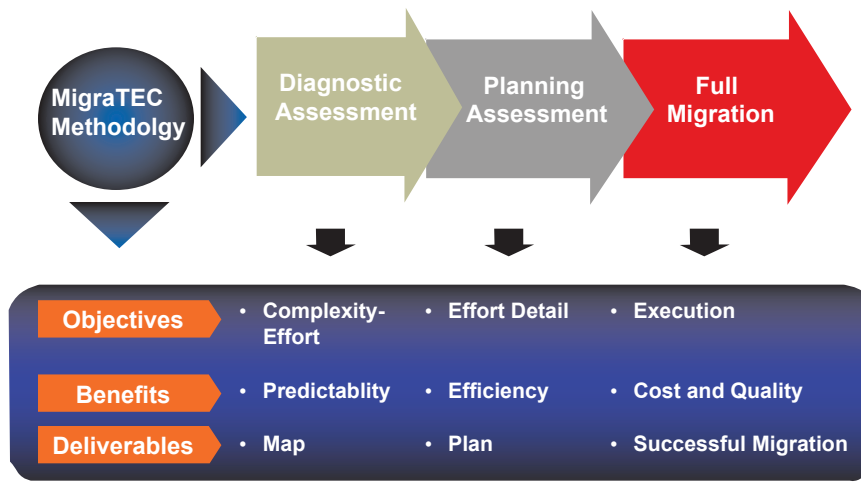 MigraTEC
Methodolgy
Diagnostic
Assessment
Planning
Assessment
Full
Migration
Objectives
• Complexity-
Effort
• Effort Detail
• Execution
Benefits
• Predictablity
• Efficiency
• Cost and Quality
Deliverables
• Map
• Plan
• Successful Migration